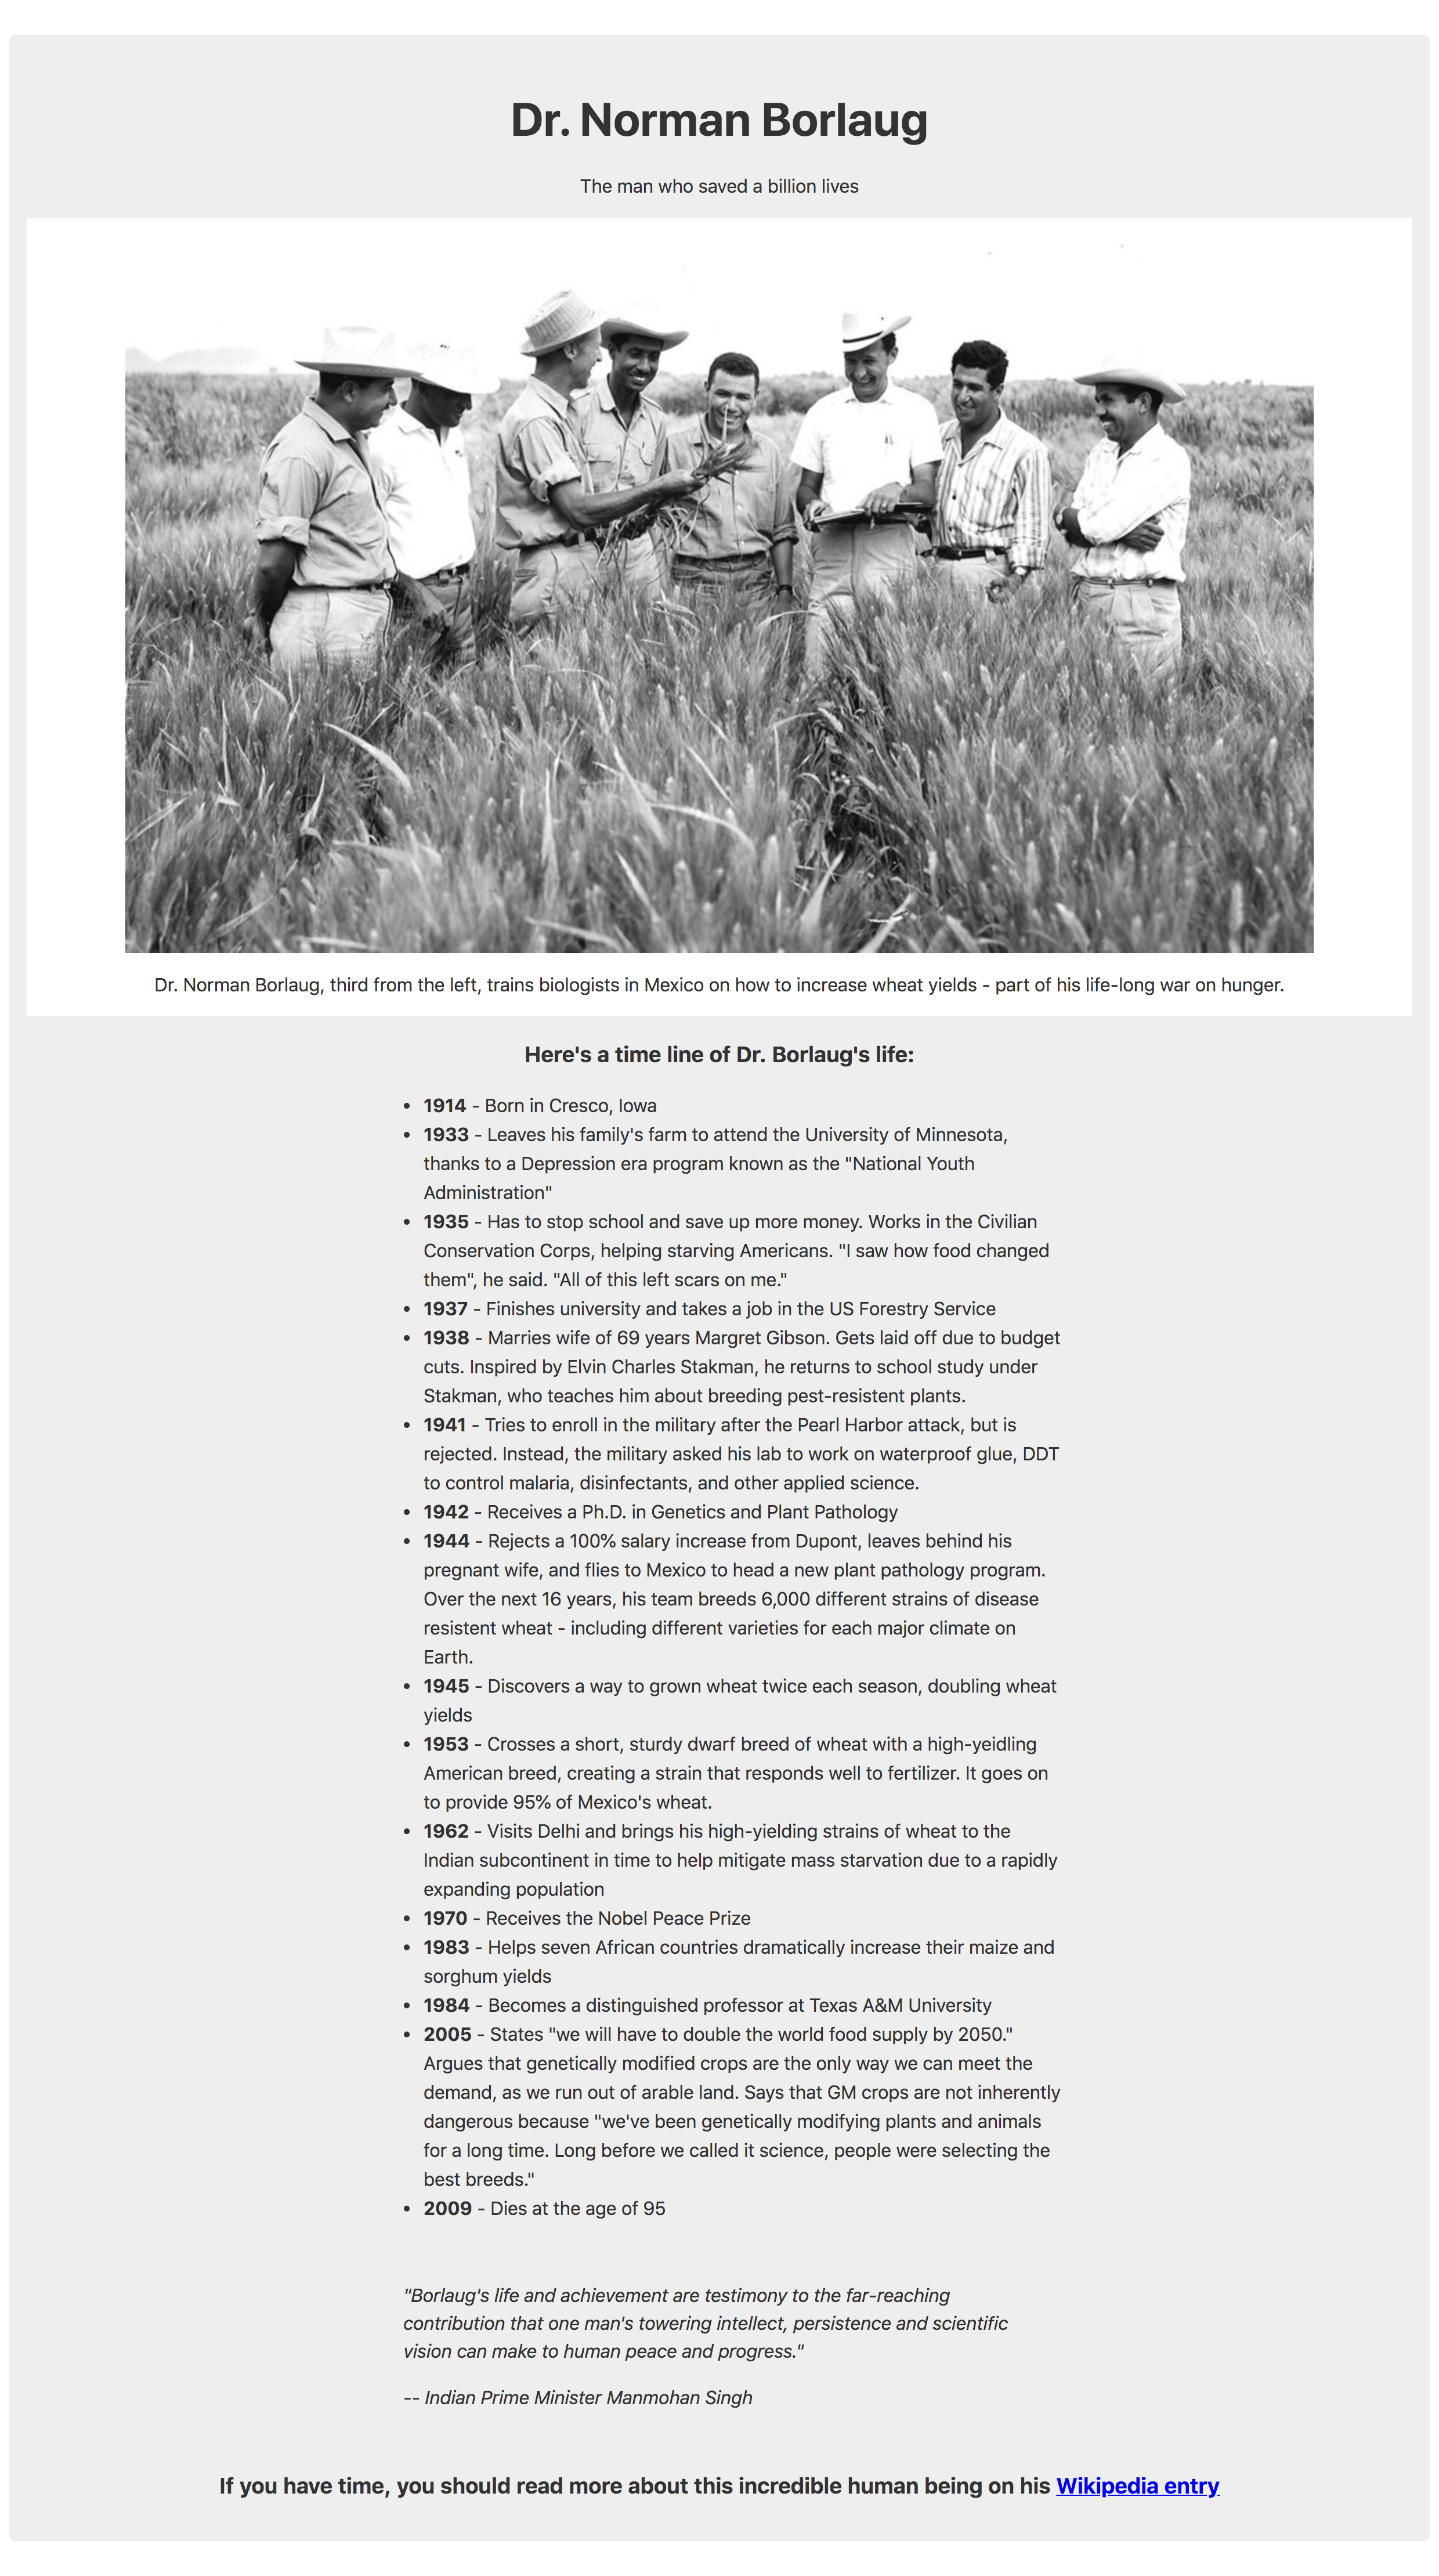 Dr. Norman Borlaug
The man who saved a billion lives
Dr. Norman Borlaug, third from the left, trains biologists in Mexico on how to increase wheat yields - part of his life-long war on hunger.
Here's a time line of Dr. Borlaug's life:
• 1914 - Born in Cresco, Iowa
• 1933 - Leaves his family's farm to attend the University of Minnesota,
thanks to a Depression era program known as the "National Youth
Administration"
• 1935 - Has to stop school and save up more money. Works in the Civilian
Conservation Corps, helping starving Americans. "I saw how food changed
them", he said. "All of this left scars on me."
• 1937 - Finishes university and takes a job in the US Forestry Service
• 1938 - Marries wife of 69 years Margret Gibson. Gets laid off due to budget
cuts. Inspired by Elvin Charles Stakman, he returns to school study under
Stakman, who teaches him about breeding pest-resistent plants.
• 1941 - Tries to enroll in the military after the Pearl Harbor attack, but is
rejected. Instead, the military asked his lab to work on waterproof glue, DDT
to control malaria, disinfectants, and other applied science.
• 1942 - Receives a Ph.D. in Genetics and Plant Pathology
• 1944 - Rejects a 100% salary increase from Dupont, leaves behind his
pregnant wife, and flies to Mexico to head a new plant pathology program.
Over the next 16 years, his team breeds 6,000 different strains of disease
resistent wheat - including different varieties for each major climate on
Earth.
• 1945 - Discovers a way to grown wheat twice each season, doubling wheat
yields
• 1953 - Crosses a short, sturdy dwarf breed of wheat with a high-yeidling
American breed, creating a strain that responds well to fertilizer. It goes on
to provide 95% of Mexico's wheat.
• 1962 - Visits Delhi and brings his high-yielding strains of wheat to the
Indian subcontinent in time to help mitigate mass starvation due to a rapidly
expanding population
• 1970 - Receives the Nobel Peace Prize
• 1983 - Helps seven African countries dramatically increase their maize and
sorghum yields
• 1984 - Becomes a distinguished professor at Texas A&M University
• 2005 - States "we will have to double the world food supply by 2050."
Argues that genetically modified crops are the only way we can meet the
demand, as we run out of arable land. Says that GM crops are not inherently
dangerous because "we've been genetically modifying plants and animals
for a long time. Long before we called it science, people were selecting the
best breeds."
• 2009 - Dies at the age of 95
"Borlaug's life and achievement are testimony to the far-reaching
contribution that one man's towering intellect, persistence and scientific
vision can make to human peace and progress."
-- Indian Prime Minister Manmohan Singh
If you have time, you should read more about this incredible human being on his Wikipedia entry